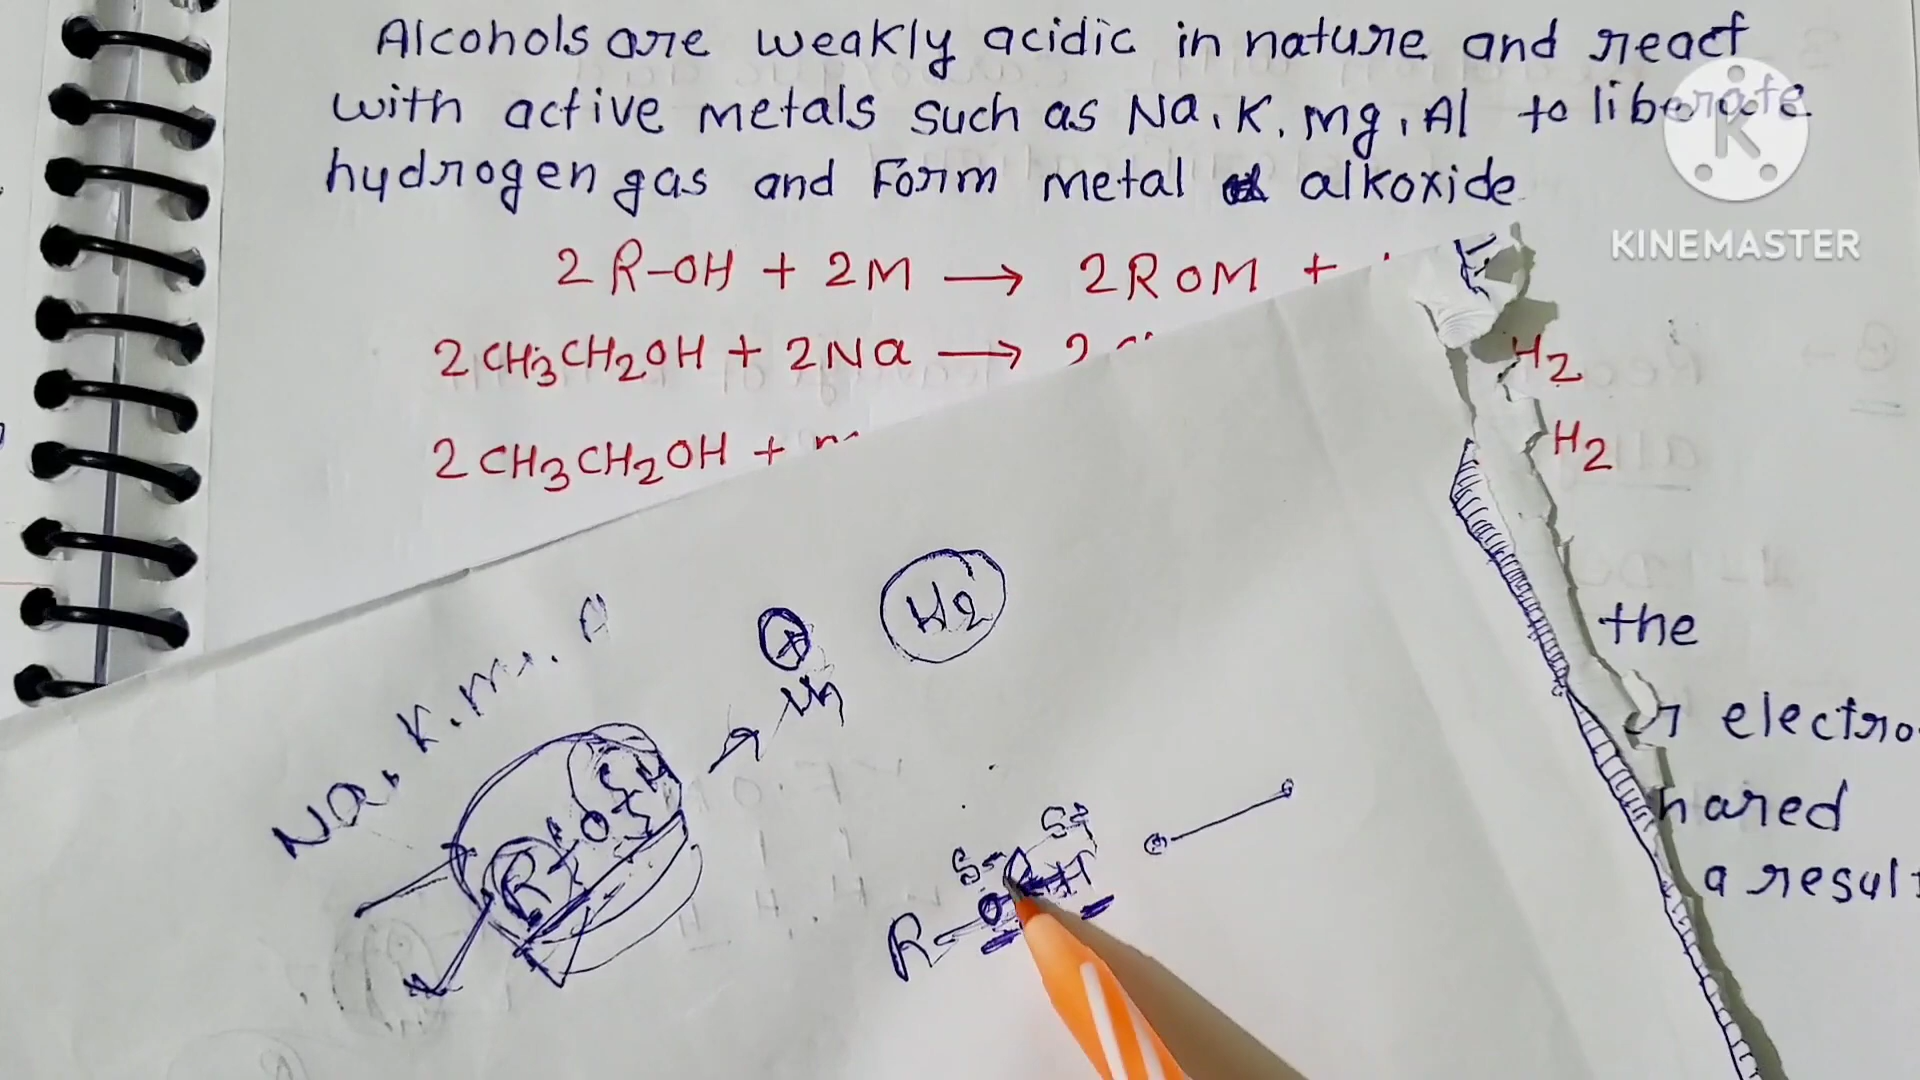 Alcohols are weakly acidic in nature and react
with active metals such as Na, K, Mg, Al to liberate
hydrogen gas and Form metal alkoxide
KINEMASTER
2R-OH + 2M → 2ROM +
2CH3CH2OH + 2Na → 2
H2
2CH3CH2OH +
H2
H2
the
electro
hared
a result
Na, K.
R-O-H
R-O-H